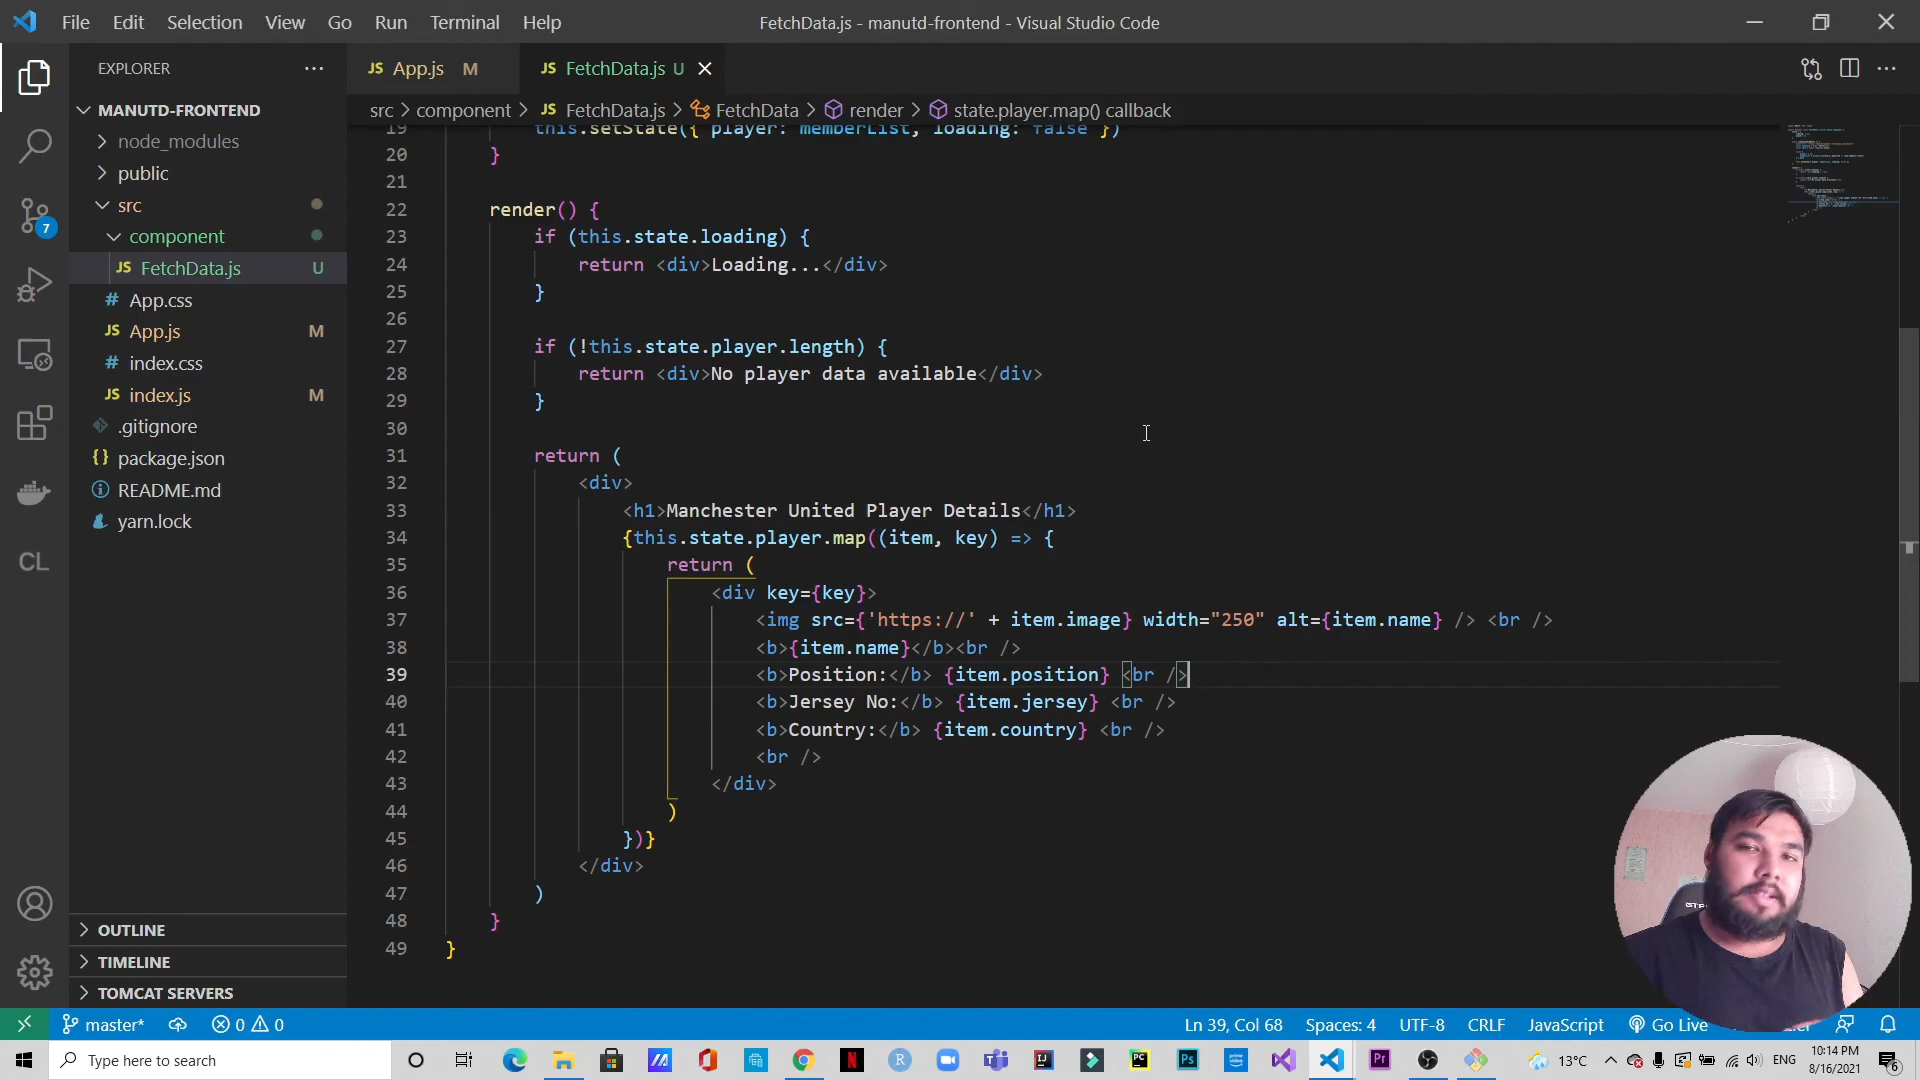 File Edit Selection View Go Run Terminal Help
FetchData.js - manutd-frontend - Visual Studio Code
EXPLORER
MANUTD-FRONTEND
node_modules
public
src
component
JS FetchData.js U
# App.css
JS App.js M
# index.css
JS index.js M
.gitignore
{} package.json
README.md
yarn.lock
CL
OUTLINE
TIMELINE
TOMCAT SERVERS
7
JS App.js M
JS FetchData.js U
src > component > JS FetchData.js > FetchData > render > state.player.map() callback
19 this.setState({ player: memberList, loading: false })
20 }
21
22 render() {
23 if (this.state.loading) {
24 return <div>Loading...</div>
25 }
26
27 if (!this.state.player.length) {
28 return <div>No player data available</div>
29 }
30
31 return (
32 <div>
33 <h1>Manchester United Player Details</h1>
34 {this.state.player.map((item, key) => {
35 return (
36 <div key={key}>
37 <img src={'https://' + item.image} width="250" alt={item.name} /> <br />
38 <b>{item.name}</b><br />
39 <b>Position:</b> {item.position} <br />
40 <b>Jersey No:</b> {item.jersey} <br />
41 <b>Country:</b> {item.country} <br />
42 <br />
43 </div>
44 )
45 })}
46 </div>
47 )
48 }
49 }
master* 0 0 Ln 39, Col 68 Spaces: 4 UTF-8 CRLF JavaScript Go Live
Type here to search
13°C ENG
10:14 PM
8/16/2021
6